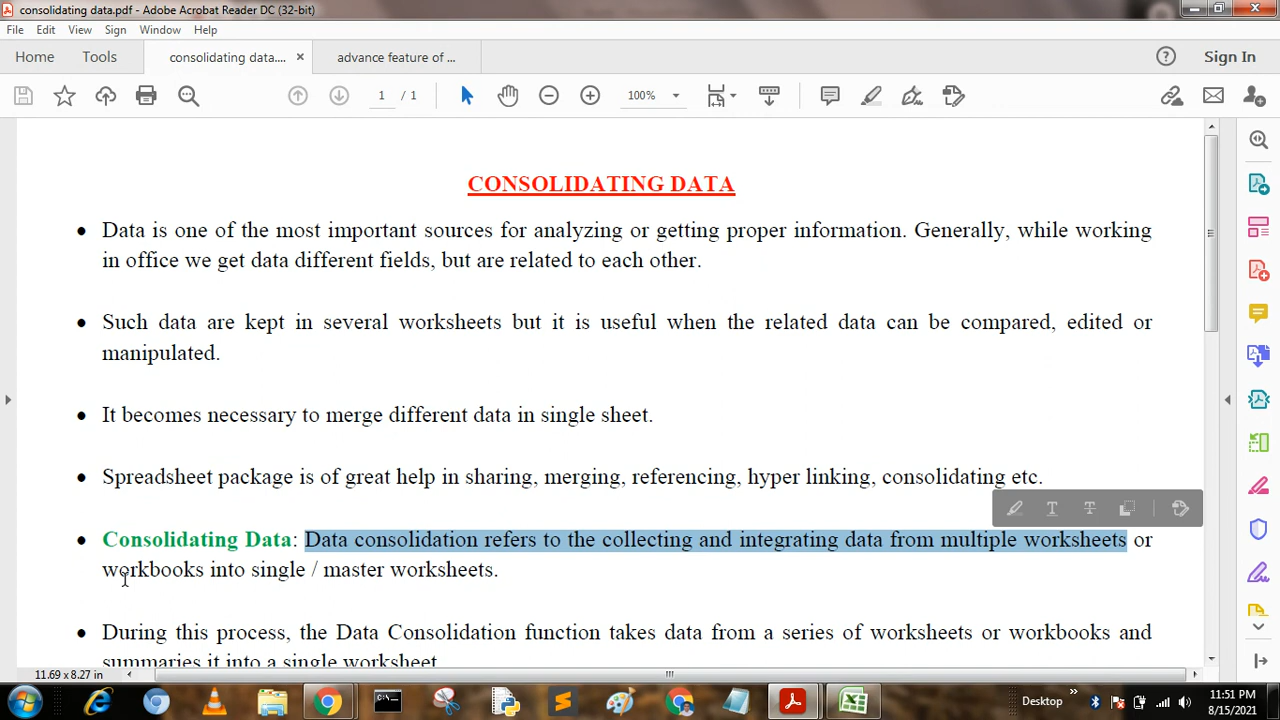 consolidating data.pdf - Adobe Acrobat Reader DC (32-bit)
File Edit View Sign Window Help
Home Tools consolidating data.... × advance feature of ... Sign In
1 / 1 100%
CONSOLIDATING DATA
• Data is one of the most important sources for analyzing or getting proper information. Generally, while working
in office we get data different fields, but are related to each other.
• Such data are kept in several worksheets but it is useful when the related data can be compared, edited or
manipulated.
• It becomes necessary to merge different data in single sheet.
• Spreadsheet package is of great help in sharing, merging, referencing, hyper linking, consolidating etc.
• Consolidating Data: Data consolidation refers to the collecting and integrating data from multiple worksheets or
workbooks into single / master worksheets.
• During this process, the Data Consolidation function takes data from a series of worksheets or workbooks and
summaries it into a single worksheet
11.69 x 8.27 in
Desktop
11:51 PM
8/15/2021